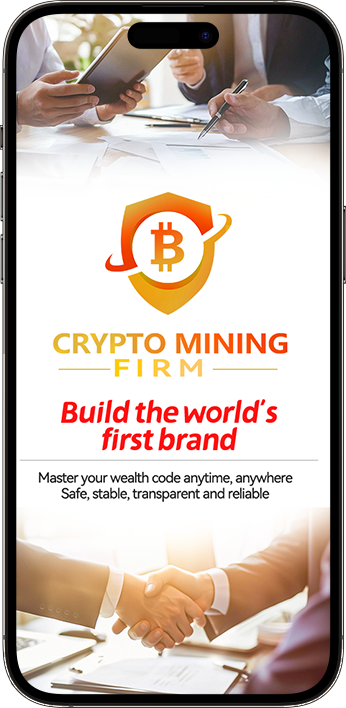 CRYPTO MINING
FIRM
Build the world's
first brand
Master your wealth code anytime, anywhere
Safe, stable, transparent and reliable